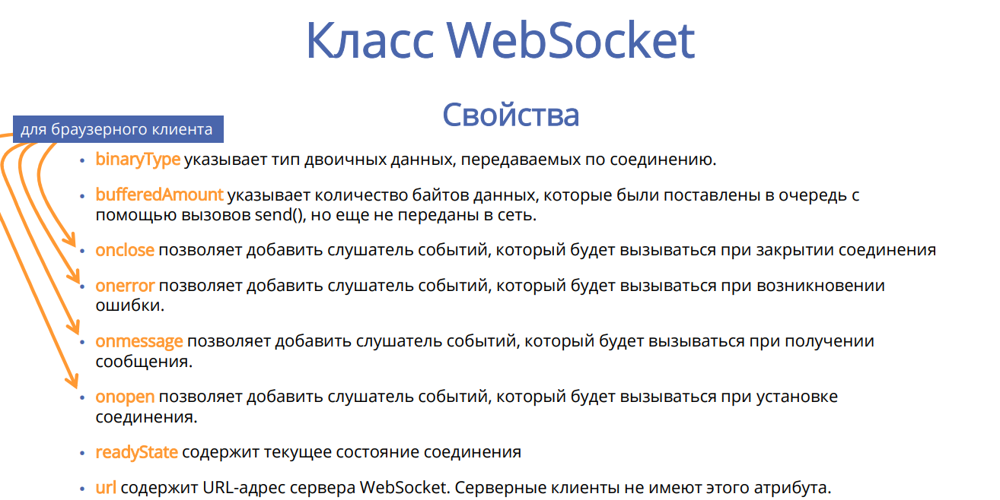 Класс WebSocket
Свойства
для браузерного клиента
• binaryType указывает тип двоичных данных, передаваемых по соединению.
• bufferedAmount указывает количество байтов данных, которые были поставлены в очередь с
помощью вызовов send(), но еще не переданы в сеть.
• onclose позволяет добавить слушатель событий, который будет вызываться при закрытии соединения
• onerror позволяет добавить слушатель событий, который будет вызываться при возникновении
ошибки.
• onmessage позволяет добавить слушатель событий, который будет вызываться при получении
сообщения.
• onopen позволяет добавить слушатель событий, который будет вызываться при установке
соединения.
• readyState содержит текущее состояние соединения
• url содержит URL-адрес сервера WebSocket. Серверные клиенты не имеют этого атрибута.